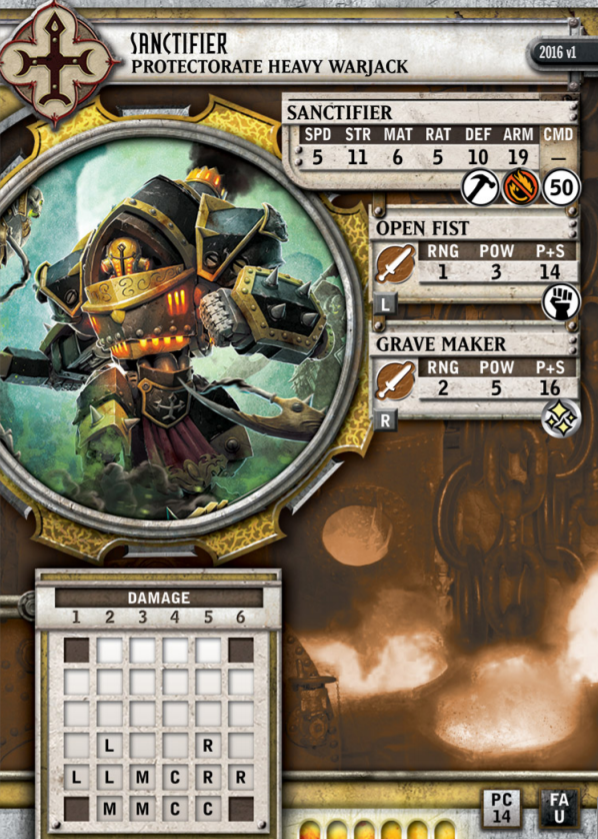 SANCTIFIER
PROTECTORATE HEAVY WARJACK
2016 v1
SANCTIFIER
SPD STR MAT RAT DEF ARM CMD
5 11 6 5 10 19 —
50
OPEN FIST
RNG POW P+S
1 3 14
L
GRAVE MAKER
RNG POW P+S
2 5 16
R
DAMAGE
1 2 3 4 5 6
L R
L L M C R R
M M C C
PC FA
14 U